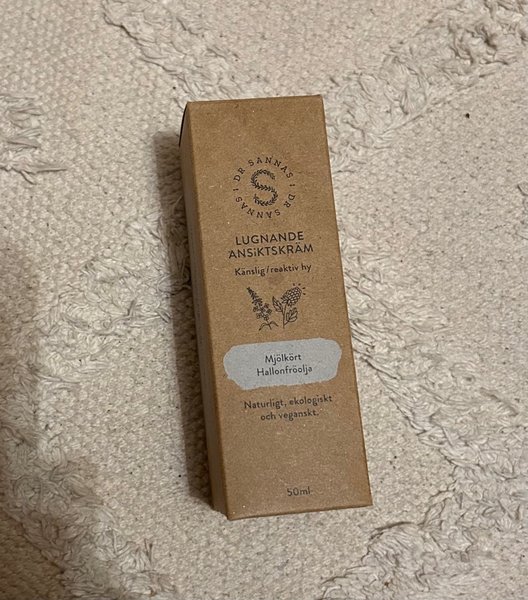 DR SANNAS
DR SANNAS
LUGNANDE
ANSiKTSKRÄM
Känslig/reaktiv hy
Mjölkört
Hallonfröolja
Naturligt, ekologiskt
och veganskt.
50ml